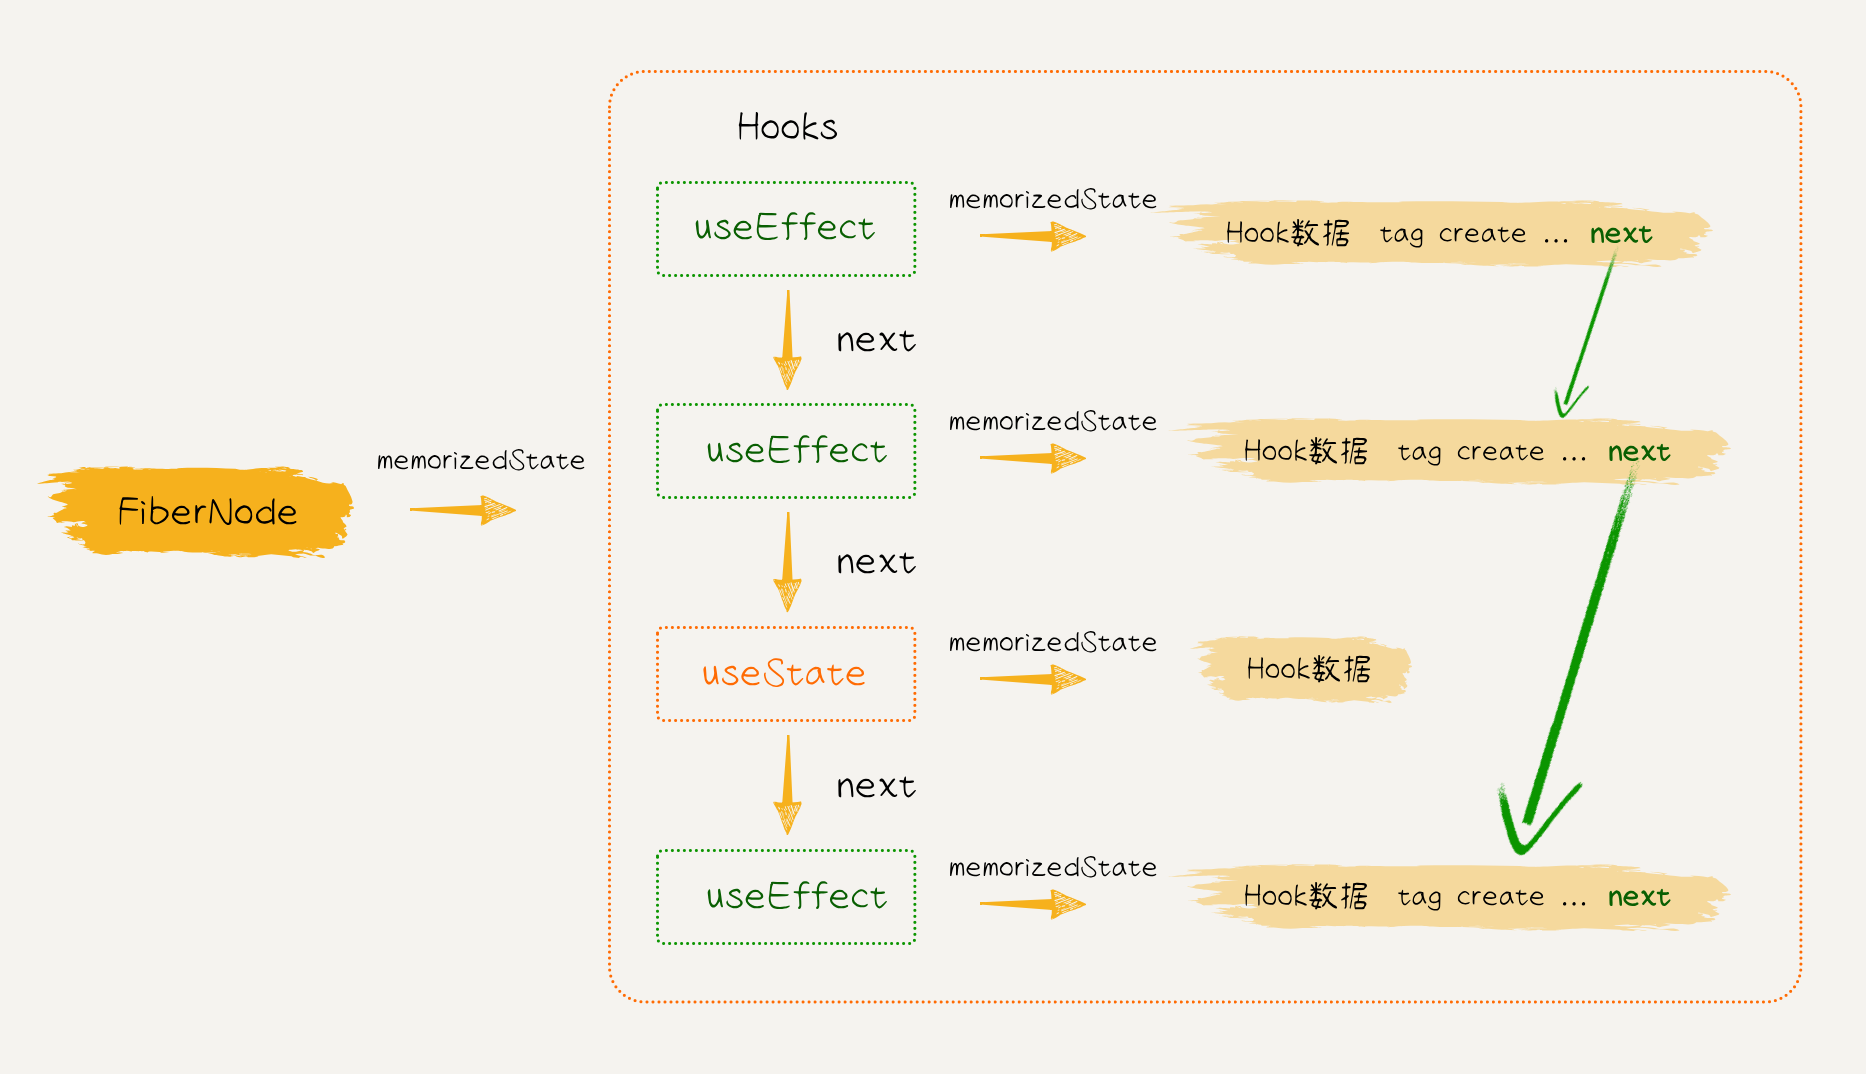 Hooks
useEffect
memorizedState
Hook数据 tag create ... next
next
useEffect
memorizedState
Hook数据 tag create ... next
FiberNode
memorizedState
next
useState
memorizedState
Hook数据
next
useEffect
memorizedState
Hook数据 tag create ... next